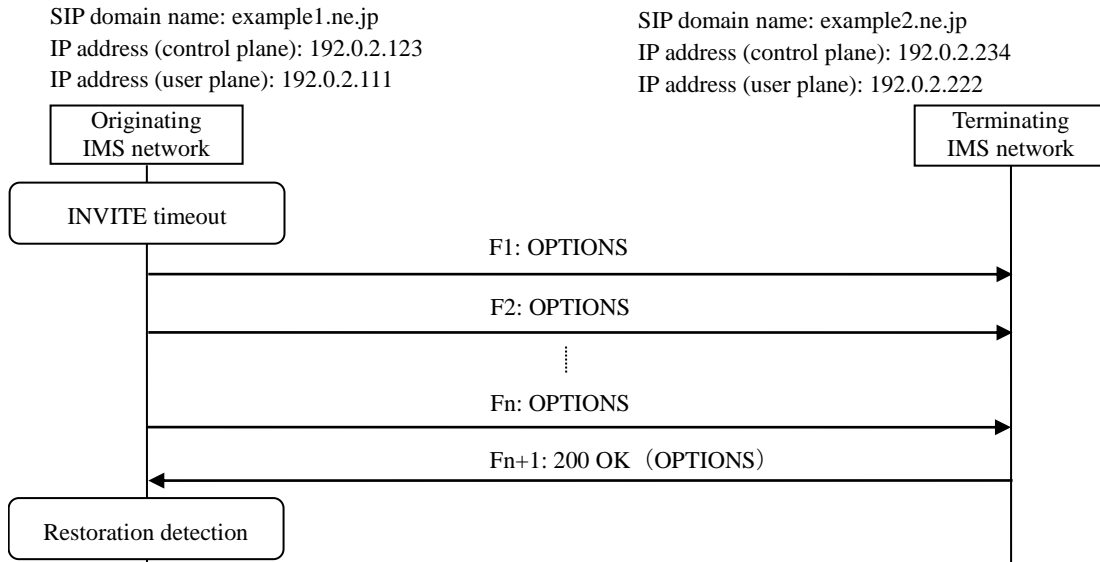 SIP domain name: example1.ne.jp
IP address (control plane): 192.0.2.123
IP address (user plane): 192.0.2.111
SIP domain name: example2.ne.jp
IP address (control plane): 192.0.2.234
IP address (user plane): 192.0.2.222
Originating
IMS network
Terminating
IMS network
INVITE timeout
F1: OPTIONS
F2: OPTIONS
Fn: OPTIONS
Fn+1: 200 OK（OPTIONS）
Restoration detection